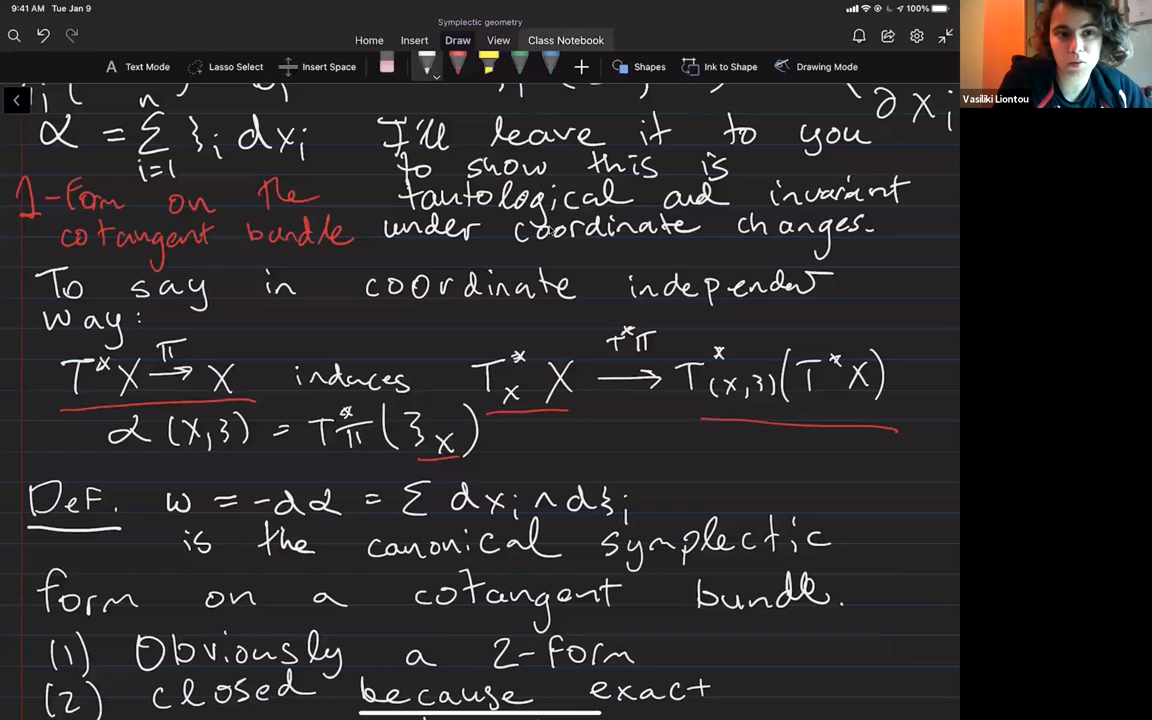 9:41 AM Tue Jan 9
100%
Symplectic geometry
Home Insert Draw View Class Notebook
Text Mode Lasso Select Insert Space Shapes Ink to Shape Drawing Mode
Vasiliki Liontou
∂x_i
α = Σ_{i=1}^{n} ξ_i dx_i I'll leave it to you
to show this is
1-Form on the tautological and invariant
cotangent bundle under coordinate changes.
To say in coordinate independent
way:
T*X →^π X induces T*_x X →^{T*π} T*_{(x,ξ)}(T*X)
α(x,ξ) = T*π(ξ_x)
DeF. ω = -dα = Σ dx_i ∧ dξ_i
is the canonical symplectic
form on a cotangent bundle.
(1) Obviously a 2-form
(2) closed because exact